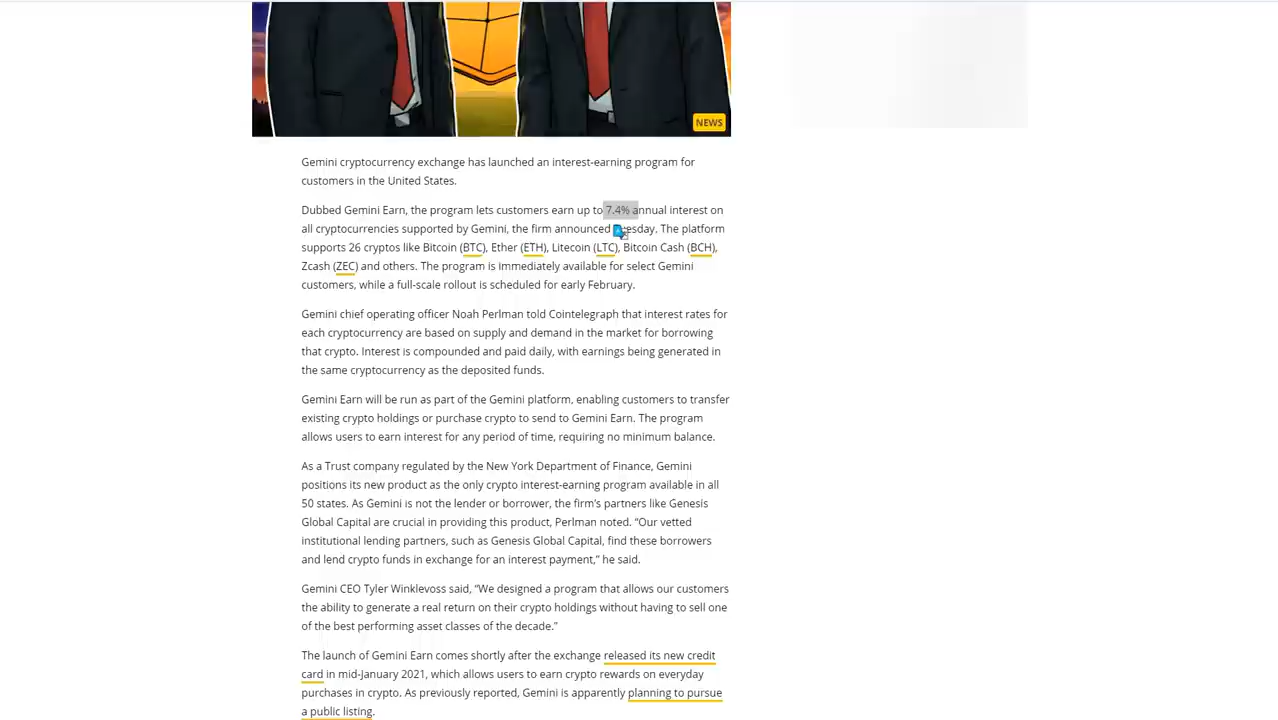 NEWS
Gemini cryptocurrency exchange has launched an interest-earning program for
customers in the United States.
Dubbed Gemini Earn, the program lets customers earn up to 7.4% annual interest on
all cryptocurrencies supported by Gemini, the firm announced esday. The platform
supports 26 cryptos like Bitcoin (BTC), Ether (ETH), Litecoin (LTC), Bitcoin Cash (BCH),
Zcash (ZEC) and others. The program is immediately available for select Gemini
customers, while a full-scale rollout is scheduled for early February.
Gemini chief operating officer Noah Perlman told Cointelegraph that interest rates for
each cryptocurrency are based on supply and demand in the market for borrowing
that crypto. Interest is compounded and paid daily, with earnings being generated in
the same cryptocurrency as the deposited funds.
Gemini Earn will be run as part of the Gemini platform, enabling customers to transfer
existing crypto holdings or purchase crypto to send to Gemini Earn. The program
allows users to earn interest for any period of time, requiring no minimum balance.
As a Trust company regulated by the New York Department of Finance, Gemini
positions its new product as the only crypto interest-earning program available in all
50 states. As Gemini is not the lender or borrower, the firm's partners like Genesis
Global Capital are crucial in providing this product, Perlman noted. “Our vetted
institutional lending partners, such as Genesis Global Capital, find these borrowers
and lend crypto funds in exchange for an interest payment,” he said.
Gemini CEO Tyler Winklevoss said, “We designed a program that allows our customers
the ability to generate a real return on their crypto holdings without having to sell one
of the best performing asset classes of the decade.”
The launch of Gemini Earn comes shortly after the exchange released its new credit
card in mid-January 2021, which allows users to earn crypto rewards on everyday
purchases in crypto. As previously reported, Gemini is apparently planning to pursue
a public listing.